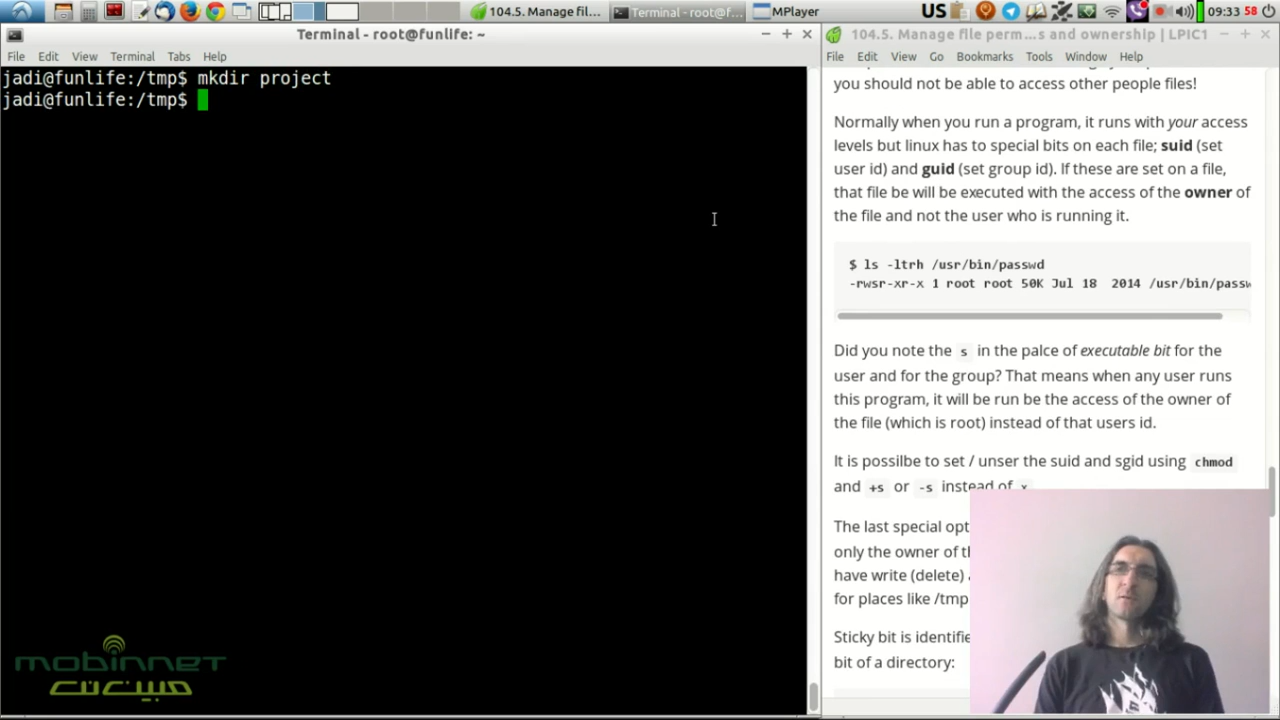 104.5. Manage fil...
Terminal - root@f...
MPlayer
US
09:33 58
Terminal - root@funlife: ~
File Edit View Terminal Tabs Help
jadi@funlife:/tmp$ mkdir project
jadi@funlife:/tmp$
mobinnet
مبین‌نت
104.5. Manage file perm...s and ownership | LPIC1
File Edit View Go Bookmarks Tools Window Help
you should not be able to access other people files!
Normally when you run a program, it runs with your access
levels but linux has to special bits on each file; suid (set
user id) and guid (set group id). If these are set on a file,
that file be will be executed with the access of the owner of
the file and not the user who is running it.
$ ls -ltrh /usr/bin/passwd
-rwsr-xr-x 1 root root 50K Jul 18 2014 /usr/bin/passw
Did you note the s in the palce of executable bit for the
user and for the group? That means when any user runs
this program, it will be run be the access of the owner of
the file (which is root) instead of that users id.
It is possilbe to set / unser the suid and sgid using chmod
and +s or -s instead of x
The last special opt
only the owner of th
have write (delete)
for places like /tmp
Sticky bit is identifie
bit of a directory: